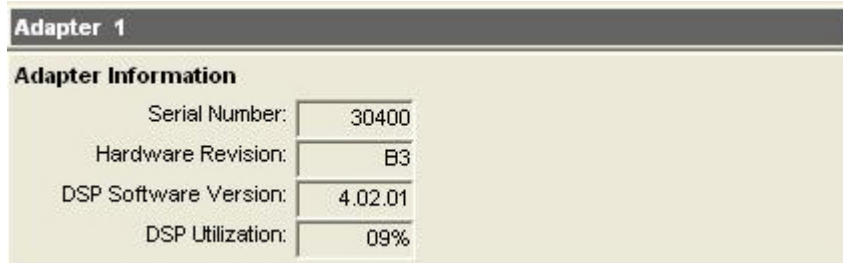 Adapter 1
Adapter Information
Serial Number: 30400
Hardware Revision: B3
DSP Software Version: 4.02.01
DSP Utilization: 09%